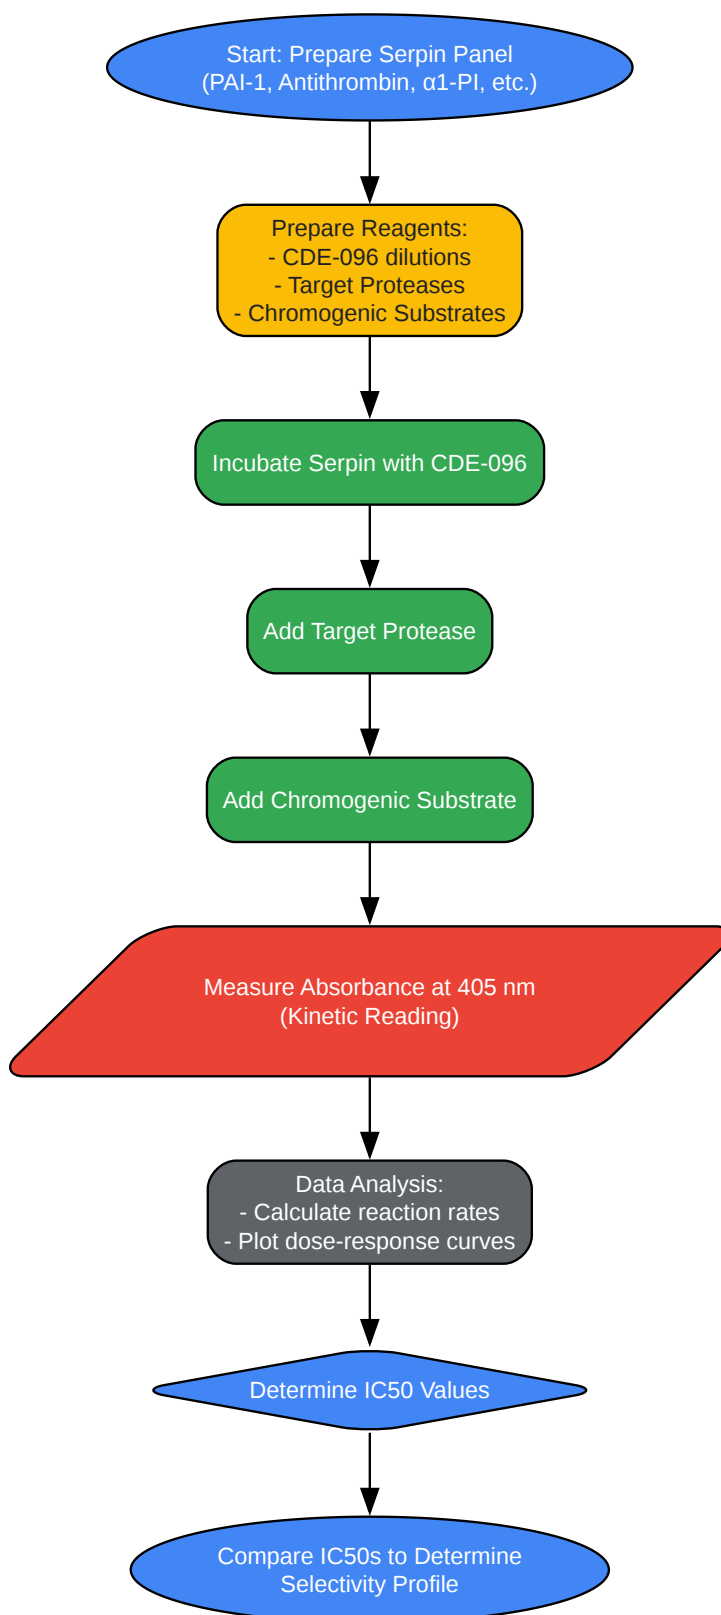 Start: Prepare Serpin Panel
(PAI-1, Antithrombin, α1-PI, etc.)
Prepare Reagents:
- CDE-096 dilutions
- Target Proteases
- Chromogenic Substrates
Incubate Serpin with CDE-096
Add Target Protease
Add Chromogenic Substrate
Measure Absorbance at 405 nm
(Kinetic Reading)
Data Analysis:
- Calculate reaction rates
- Plot dose-response curves
Determine IC50 Values
Compare IC50s to Determine
Selectivity Profile